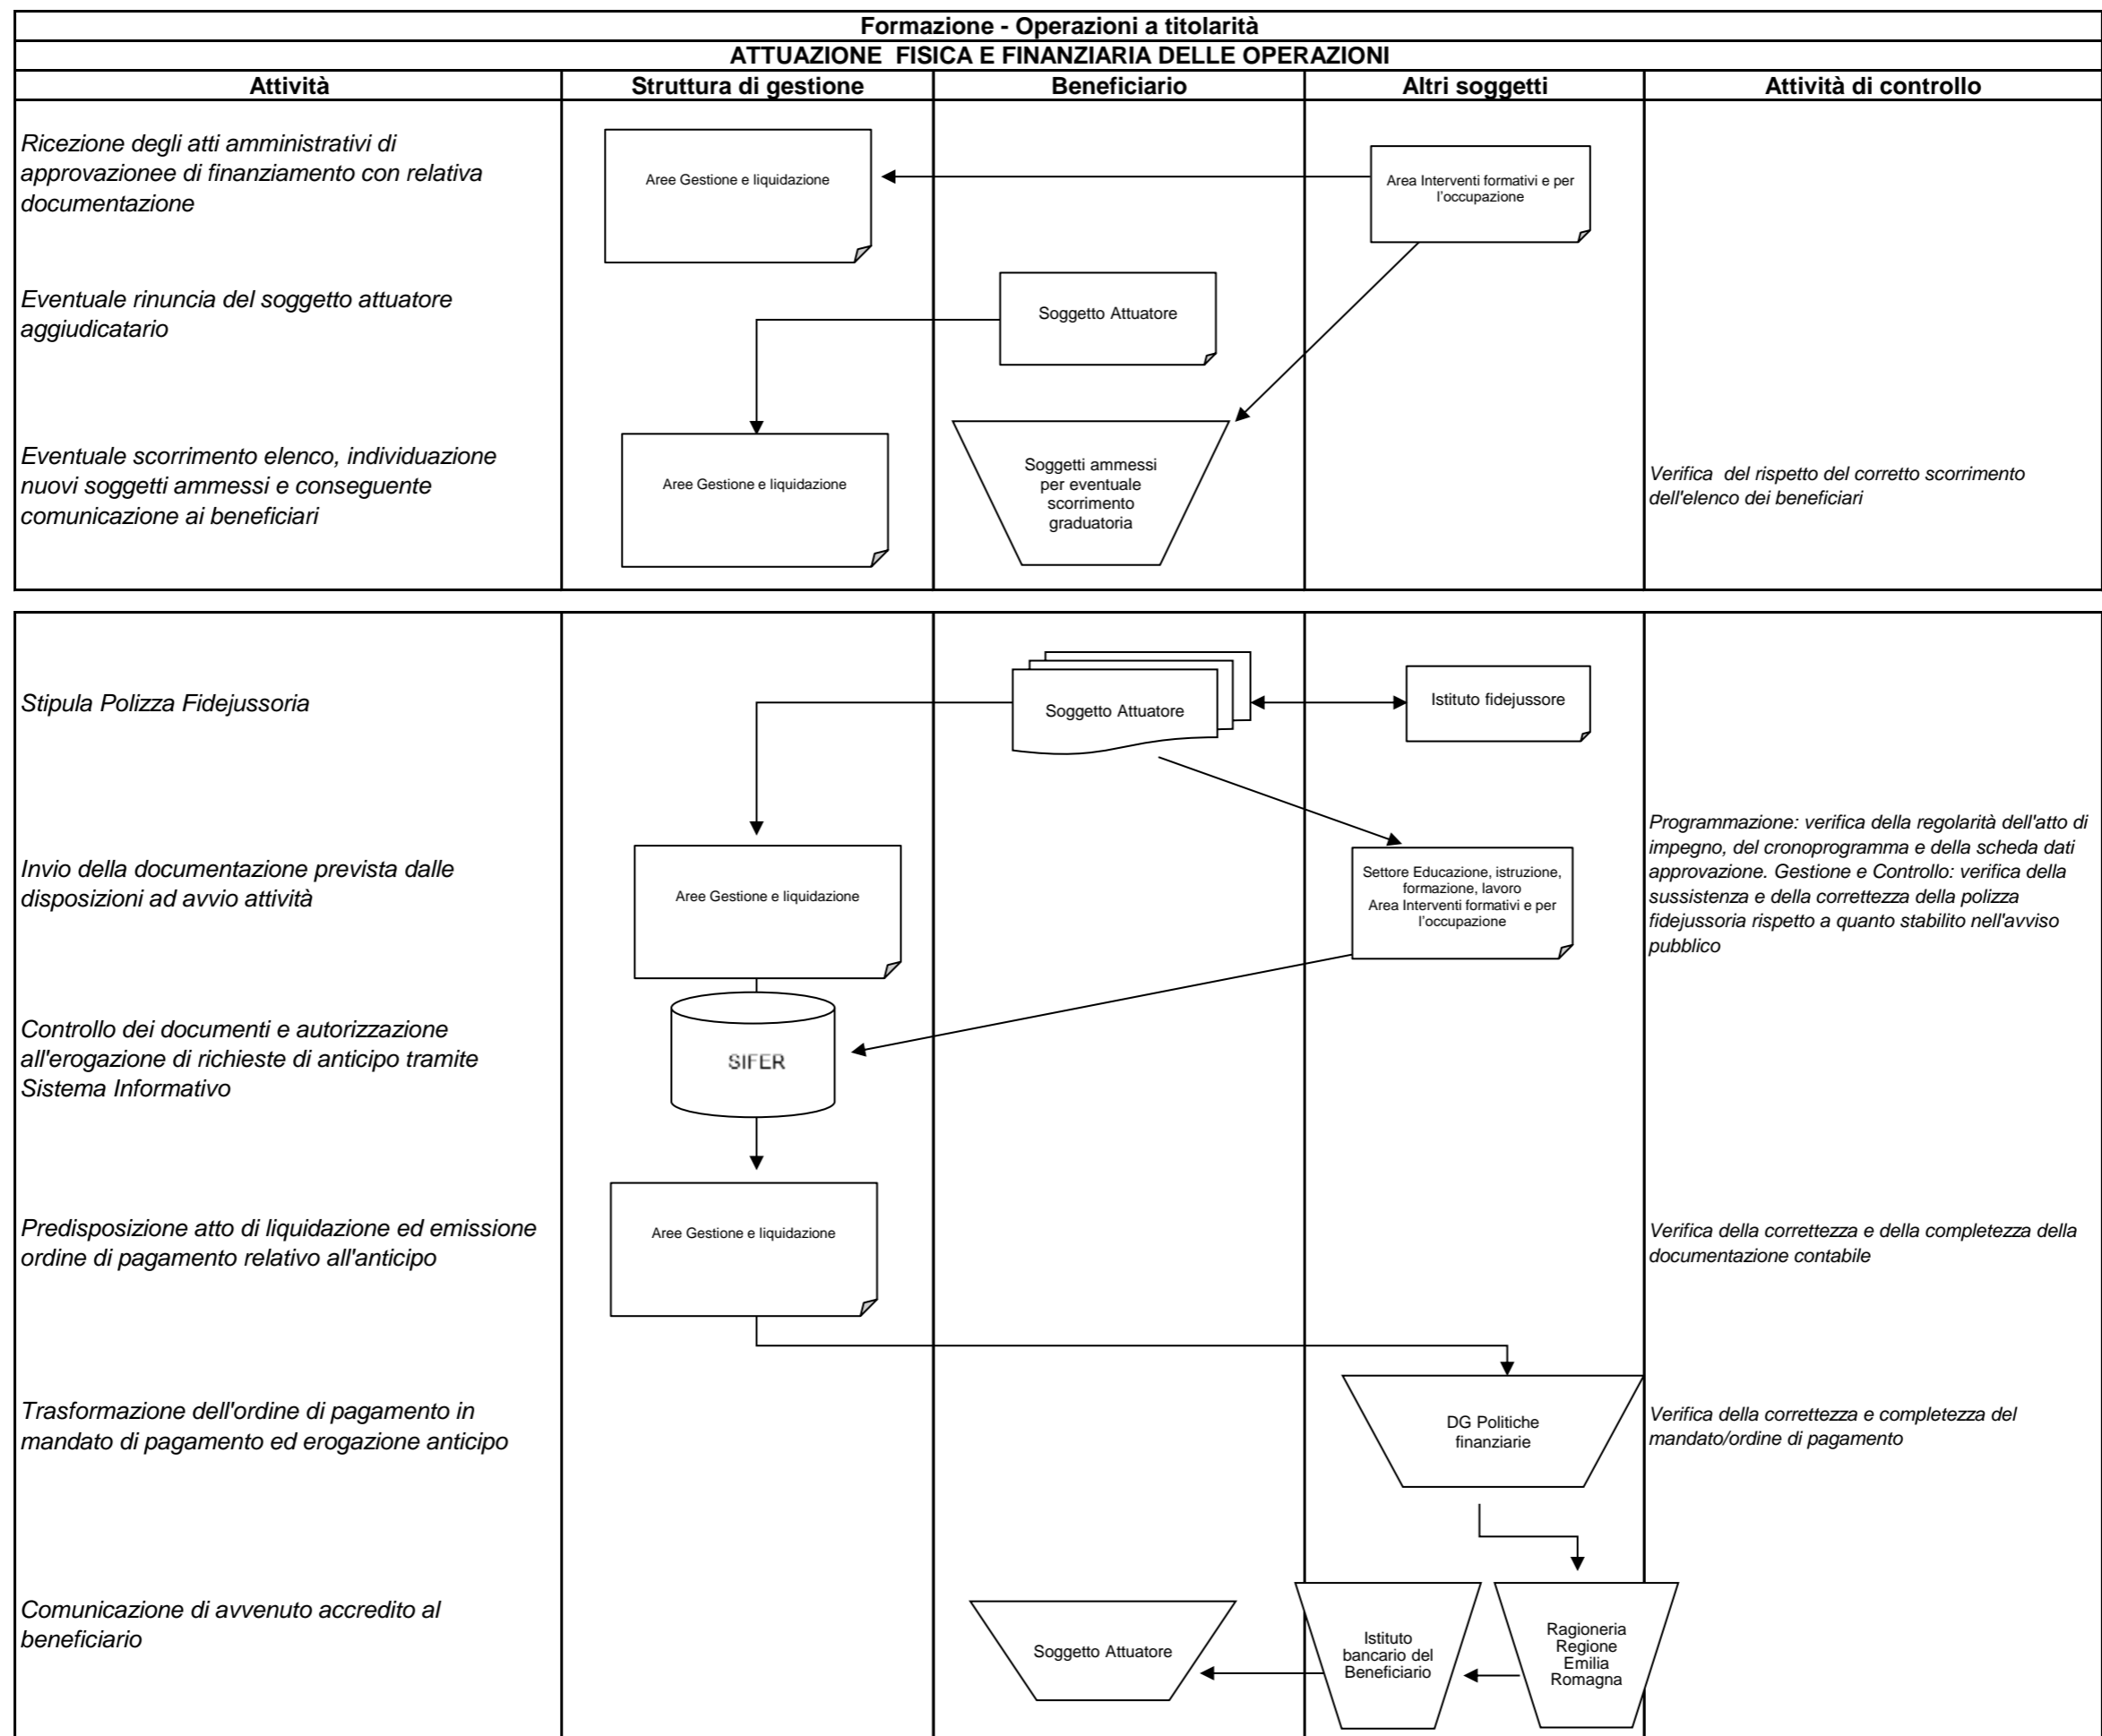 Formazione - Operazioni a titolarità
ATTUAZIONE  FISICA E FINANZIARIA DELLE OPERAZIONI
Attività
Struttura di gestione
Beneficiario
Altri soggetti
Attività di controllo
Ricezione degli atti amministrativi di
approvazionee di finanziamento con relativa
documentazione
Aree Gestione e liquidazione
Area Interventi formativi e per
l'occupazione
Eventuale rinuncia del soggetto attuatore
aggiudicatario
Soggetto Attuatore
Eventuale scorrimento elenco, individuazione
nuovi soggetti ammessi e conseguente
comunicazione ai beneficiari
Aree Gestione e liquidazione
Soggetti ammessi
per eventuale
scorrimento
graduatoria
Verifica  del rispetto del corretto scorrimento
dell'elenco dei beneficiari
Stipula Polizza Fidejussoria
Soggetto Attuatore
Istituto fidejussore
Invio della documentazione prevista dalle
disposizioni ad avvio attività
Aree Gestione e liquidazione
Settore Educazione, istruzione,
formazione, lavoro
Area Interventi formativi e per
l'occupazione
Programmazione: verifica della regolarità dell'atto di
impegno, del cronoprogramma e della scheda dati
approvazione. Gestione e Controllo: verifica della
sussistenza e della correttezza della polizza
fidejussoria rispetto a quanto stabilito nell'avviso
pubblico
Controllo dei documenti e autorizzazione
all'erogazione di richieste di anticipo tramite
Sistema Informativo
SIFER
Predisposizione atto di liquidazione ed emissione
ordine di pagamento relativo all'anticipo
Aree Gestione e liquidazione
Verifica della correttezza e della completezza della
documentazione contabile
Trasformazione dell'ordine di pagamento in
mandato di pagamento ed erogazione anticipo
DG Politiche
finanziarie
Verifica della correttezza e completezza del
mandato/ordine di pagamento
Comunicazione di avvenuto accredito al
beneficiario
Soggetto Attuatore
Istituto
bancario del
Beneficiario
Ragioneria
Regione
Emilia
Romagna